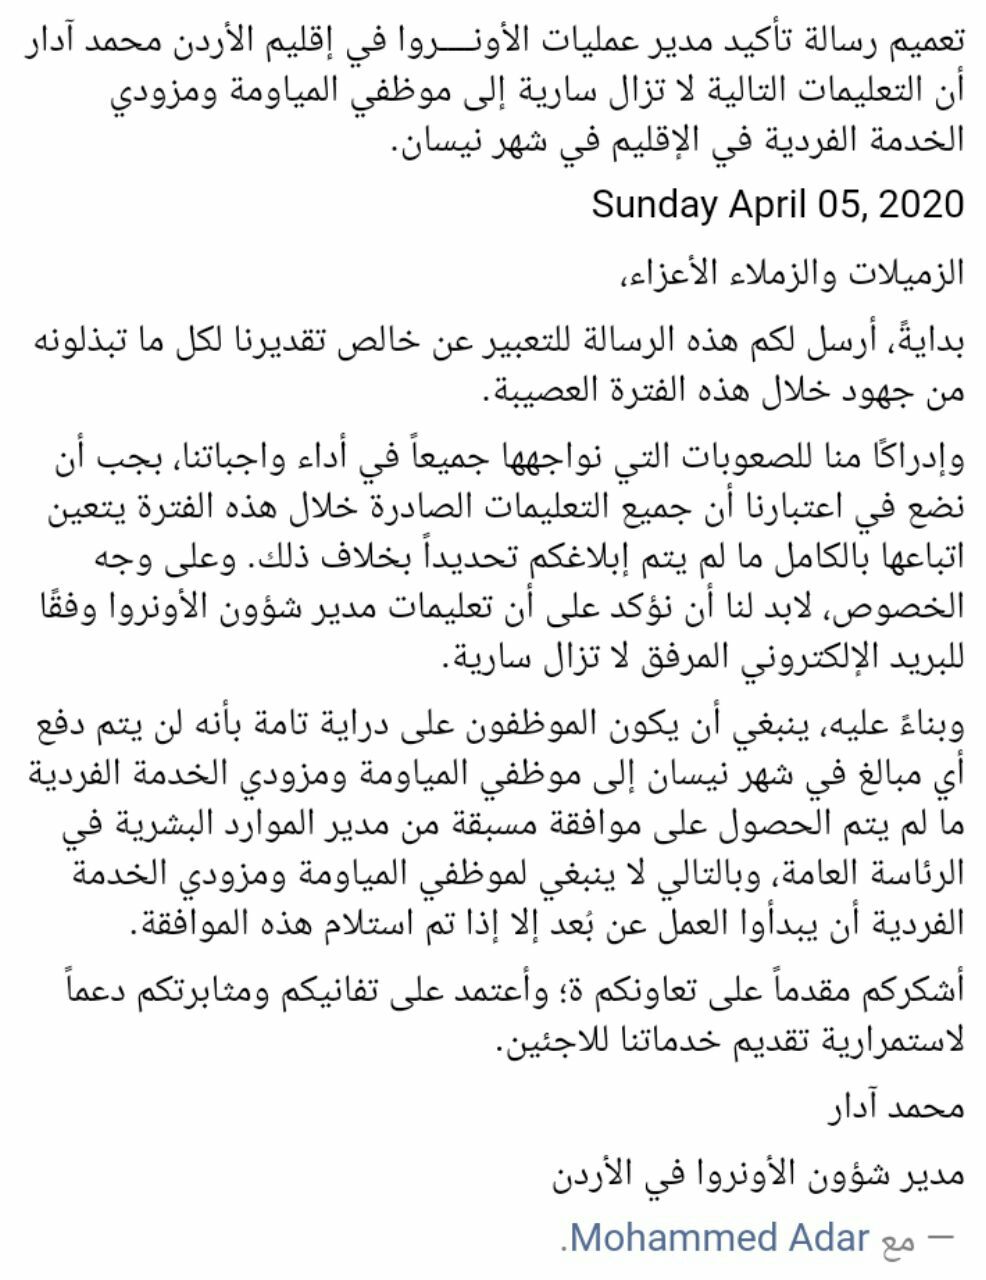 تعميم رسالة تأكيد مدير عمليات الأونـــروا في إقليم الأردن محمد آدار
أن التعليمات التالية لا تزال سارية إلى موظفي المياومة ومزودي
الخدمة الفردية في الإقليم في شهر نيسان.
Sunday April 05, 2020
الزميلات والزملاء الأعزاء،
بدايةً، أرسل لكم هذه الرسالة للتعبير عن خالص تقديرنا لكل ما تبذلونه
من جهود خلال هذه الفترة العصيبة.
وإدراكًا منا للصعوبات التي نواجهها جميعاً في أداء واجباتنا، بجب أن
نضع في اعتبارنا أن جميع التعليمات الصادرة خلال هذه الفترة يتعين
اتباعها بالكامل ما لم يتم إبلاغكم تحديداً بخلاف ذلك. وعلى وجه
الخصوص، لابد لنا أن نؤكد على أن تعليمات مدير شؤون الأونروا وفقًا
للبريد الإلكتروني المرفق لا تزال سارية.
وبناءً عليه، ينبغي أن يكون الموظفون على دراية تامة بأنه لن يتم دفع
أي مبالغ في شهر نيسان إلى موظفي المياومة ومزودي الخدمة الفردية
ما لم يتم الحصول على موافقة مسبقة من مدير الموارد البشرية في
الرئاسة العامة، وبالتالي لا ينبغي لموظفي المياومة ومزودي الخدمة
الفردية أن يبدأوا العمل عن بُعد إلا إذا تم استلام هذه الموافقة.
أشكركم مقدماً على تعاونكم ة؛ وأعتمد على تفانيكم ومثابرتكم دعماً
لاستمرارية تقديم خدماتنا للاجئين.
محمد آدار
مدير شؤون الأونروا في الأردن
— مع Mohammed Adar.